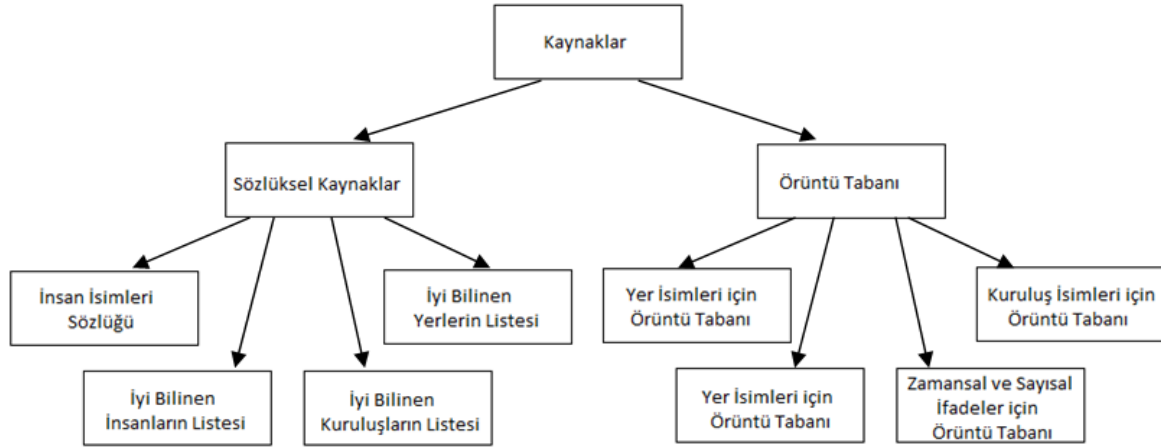 Kaynaklar
Sözlüksel Kaynaklar
Örüntü Tabanı
İnsan İsimleri
Sözlüğü
İyi Bilinen
Yerlerin Listesi
Yer İsimleri için
Örüntü Tabanı
Kuruluş İsimleri için
Örüntü Tabanı
İyi Bilinen
İnsanların Listesi
İyi Bilinen
Kuruluşların Listesi
Yer İsimleri için
Örüntü Tabanı
Zamansal ve Sayısal
İfadeler için
Örüntü Tabanı